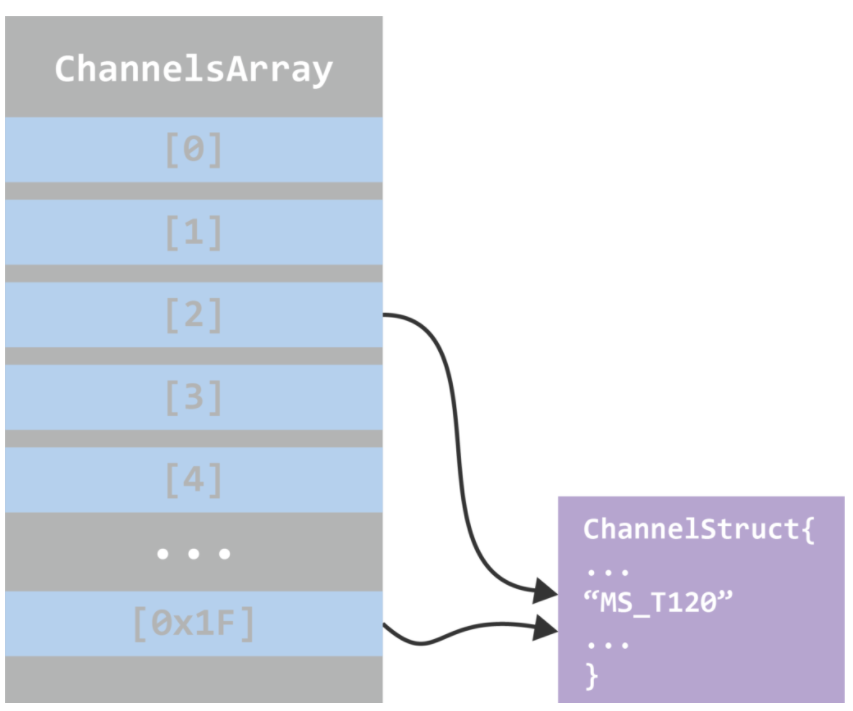 ChannelsArray
[0]
[1]
[2]
[3]
[4]
...
[0x1F]
ChannelStruct{
...
“MS_T120”
...
}